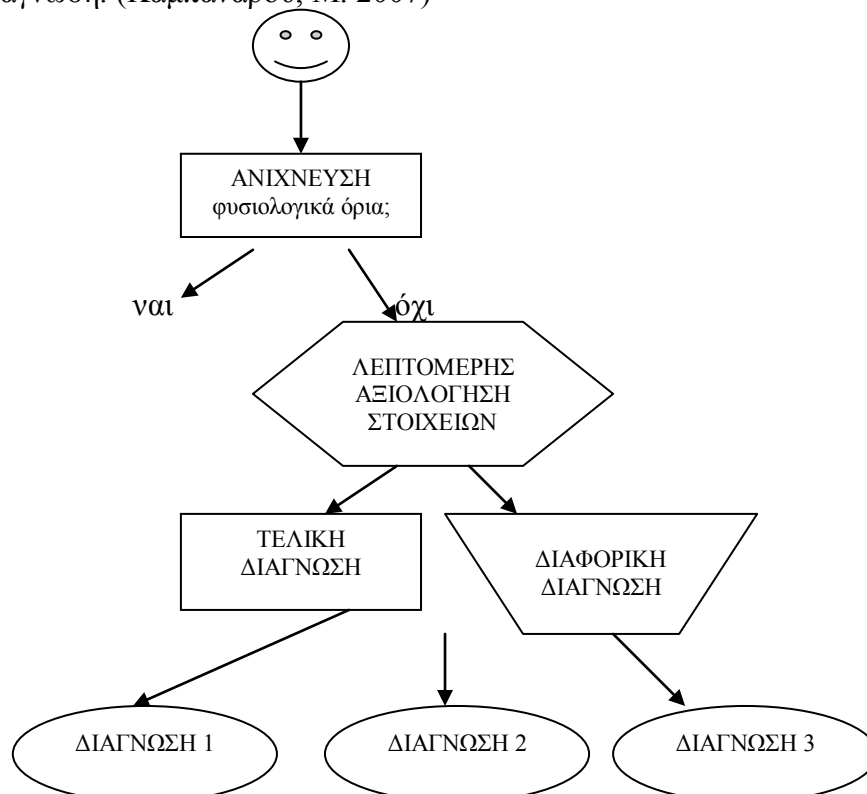 ΑΝΙΧΝΕΥΣΗ
φυσιολογικά όρια;
ναι
όχι
ΛΕΠΤΟΜΕΡΗΣ
ΑΞΙΟΛΟΓΗΣΗ
ΣΤΟΙΧΕΙΩΝ
ΤΕΛΙΚΗ
ΔΙΑΓΝΩΣΗ
ΔΙΑΦΟΡΙΚΗ
ΔΙΑΓΝΩΣΗ
ΔΙΑΓΝΩΣΗ 1
ΔΙΑΓΝΩΣΗ 2
ΔΙΑΓΝΩΣΗ 3